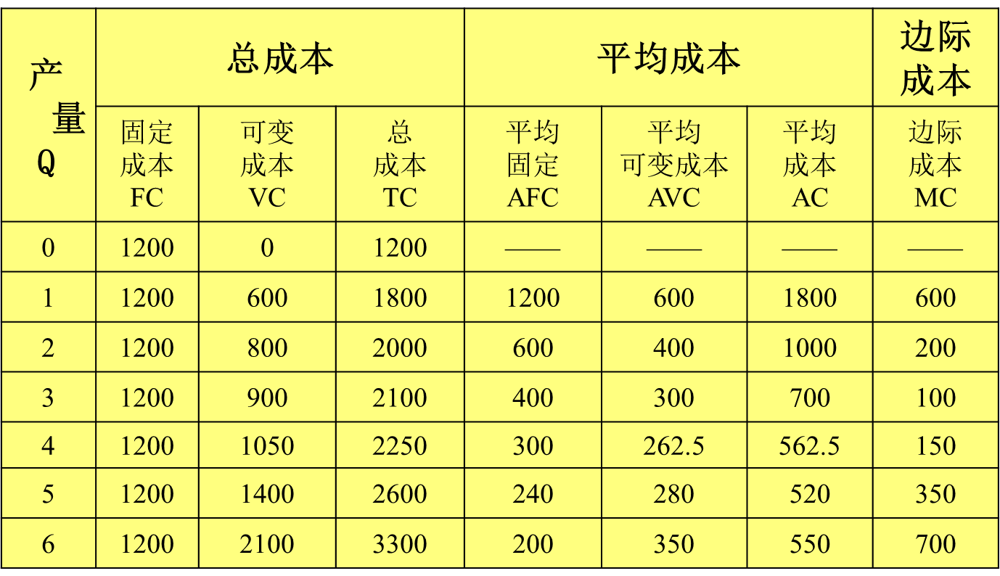 产量Q 总成本 平均成本 边际成本
固定成本FC 可变成本VC 总成本TC 平均固定AFC 平均可变成本AVC 平均成本AC 边际成本MC
0 1200 0 1200 —— —— —— ——
1 1200 600 1800 1200 600 1800 600
2 1200 800 2000 600 400 1000 200
3 1200 900 2100 400 300 700 100
4 1200 1050 2250 300 262.5 562.5 150
5 1200 1400 2600 240 280 520 350
6 1200 2100 3300 200 350 550 700